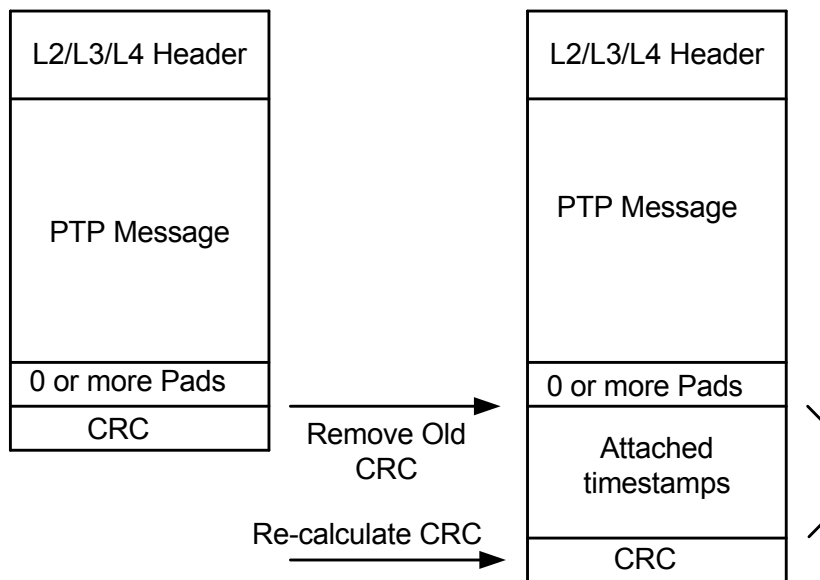 L2/L3/L4 Header
PTP Message
0 or more Pads
CRC
Remove Old
CRC
Re-calculate CRC
L2/L3/L4 Header
PTP Message
0 or more Pads
Attached
timestamps
CRC